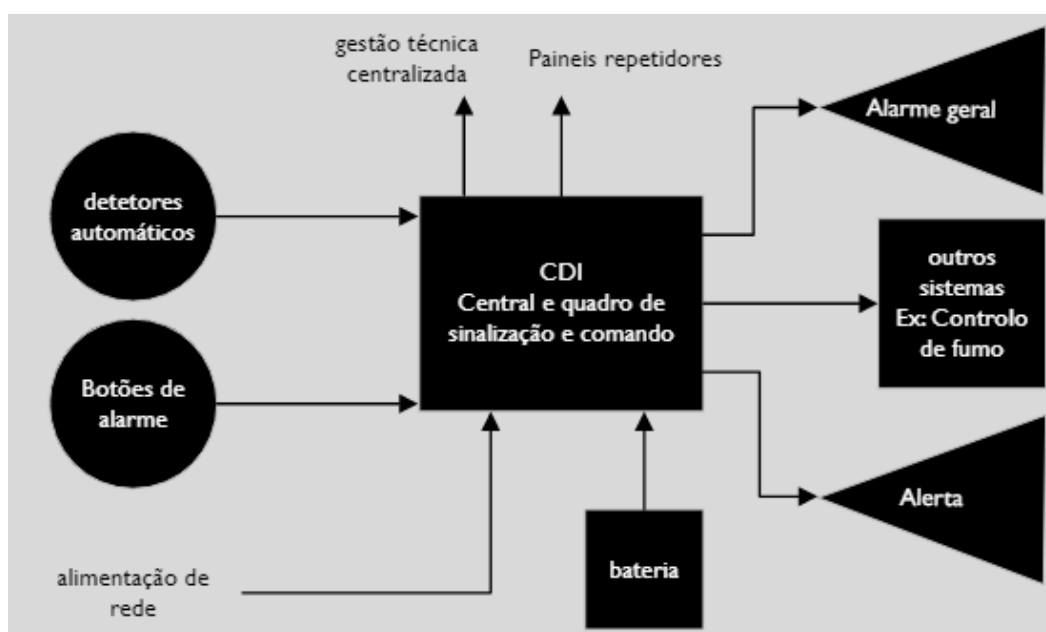 gestão técnica
centralizada
Paineis repetidores
Alarme geral
detetores
automáticos
CDI
Central e quadro de
sinalização e comando
outros
sistemas
Ex: Controlo
de fumo
Botões de
alarme
Alerta
bateria
alimentação de
rede